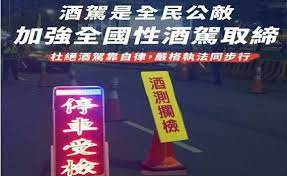 酒駕是全民公敵
加強全國性酒駕取締
杜絕酒駕靠自律,嚴格執法同步行
停車受檢
酒測攔檢